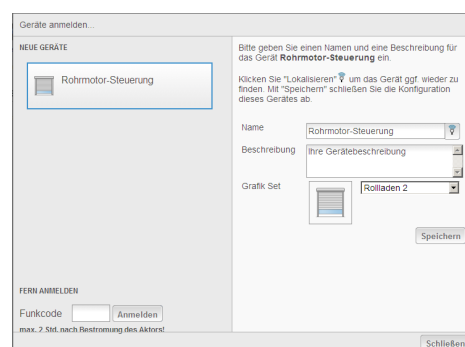 Geräte anmelden...
NEUE GERÄTE
Rohrmotor-Steuerung
FERN ANMELDEN
Funkcode
Anmelden
max. 2 Std. nach Bestromung des Aktors!
Bitte geben Sie einen Namen und eine Beschreibung für
das Gerät Rohrmotor-Steuerung ein.
Klicken Sie "Lokalisieren" um das Gerät ggf. wieder zu
finden. Mit "Speichern" schließen Sie die Konfiguration
dieses Gerätes ab.
Name
Rohrmotor-Steuerung
Beschreibung
Ihre Gerätebeschreibung
Grafik Set
Rollladen 2
Speichern
Schließen